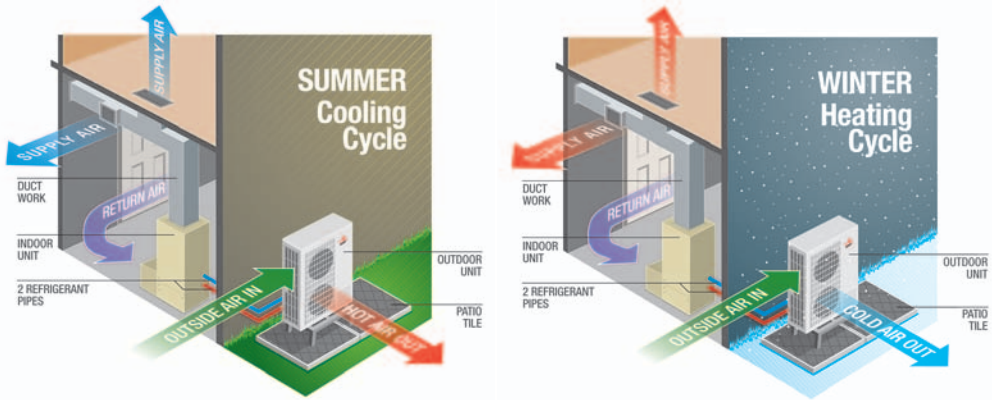 SUPPLY AIR
SUMMER
Cooling
Cycle
SUPPLY AIR
DUCT
WORK
RETURN AIR
INDOOR
UNIT
OUTDOOR
UNIT
2 REFRIGERANT
PIPES
OUTSIDE AIR IN
HOT AIR OUT
PATIO
TILE
SUPPLY AIR
WINTER
Heating
Cycle
SUPPLY AIR
DUCT
WORK
RETURN AIR
INDOOR
UNIT
OUTDOOR
UNIT
2 REFRIGERANT
PIPES
OUTSIDE AIR IN
COLD AIR OUT
PATIO
TILE